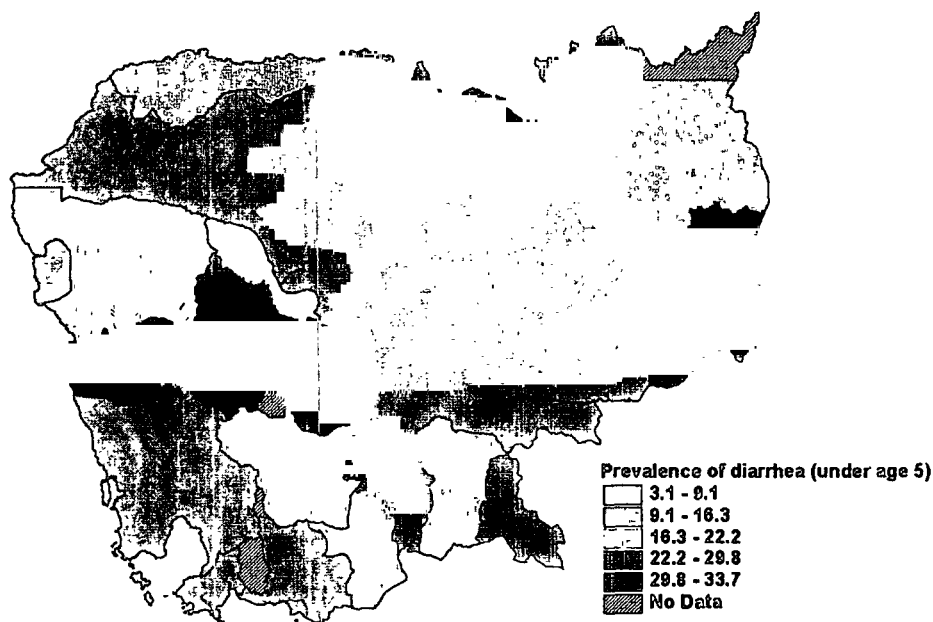 Prevalence of diarrhea (under age 5)
3.1 - 9.1
9.1 - 16.3
16.3 - 22.2
22.2 - 29.8
29.8 - 33.7
No Data